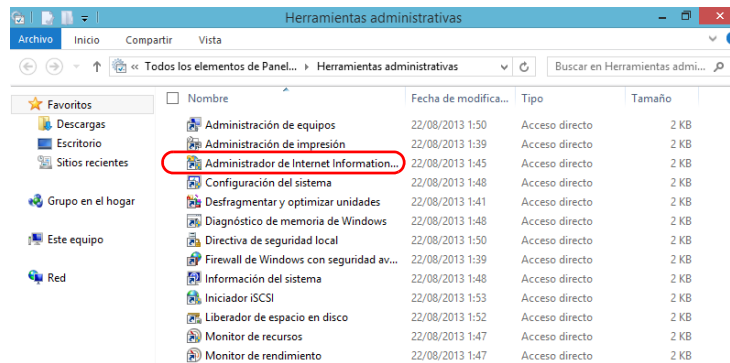 Herramientas administrativas
Archivo Inicio Compartir Vista
« Todos los elementos de Panel... Herramientas administrativas Buscar en Herramientas admi...
Nombre Fecha de modifica... Tipo Tamaño
Favoritos
Descargas
Escritorio
Sitios recientes
Grupo en el hogar
Este equipo
Red
Administración de equipos 22/08/2013 1:50 Acceso directo 2 KB
Administración de impresión 22/08/2013 1:39 Acceso directo 2 KB
Administrador de Internet Information... 22/08/2013 1:45 Acceso directo 2 KB
Configuración del sistema 22/08/2013 1:48 Acceso directo 2 KB
Desfragmentar y optimizar unidades 22/08/2013 1:41 Acceso directo 2 KB
Diagnóstico de memoria de Windows 22/08/2013 1:48 Acceso directo 2 KB
Directiva de seguridad local 22/08/2013 1:50 Acceso directo 2 KB
Firewall de Windows con seguridad av... 22/08/2013 1:39 Acceso directo 2 KB
Información del sistema 22/08/2013 1:48 Acceso directo 2 KB
Iniciador iSCSI 22/08/2013 1:53 Acceso directo 2 KB
Liberador de espacio en disco 22/08/2013 1:52 Acceso directo 2 KB
Monitor de recursos 22/08/2013 1:47 Acceso directo 2 KB
Monitor de rendimiento 22/08/2013 1:47 Acceso directo 2 KB